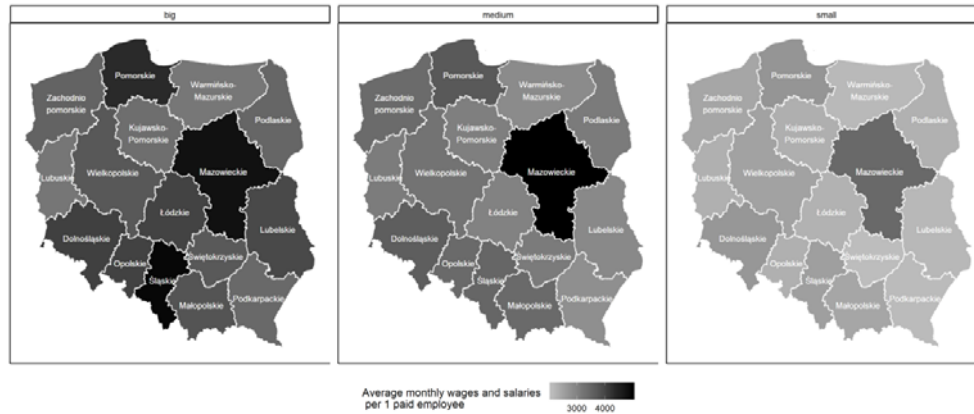 big
Pomorskie
Zachodnio
pomorskie
Warmińsko-
Mazurskie
Podlaskie
Kujawsko-
Pomorskie
Mazowieckie
Lubuskie
Wielkopolskie
Łódzkie
Lubelskie
Dolnośląskie
Opolskie
Śląskie
Świętokrzyskie
Małopolskie
Podkarpackie
medium
Pomorskie
Zachodnio
pomorskie
Warmińsko-
Mazurskie
Podlaskie
Kujawsko-
Pomorskie
Mazowieckie
Lubuskie
Wielkopolskie
Łódzkie
Lubelskie
Dolnośląskie
Opolskie
Śląskie
Świętokrzyskie
Małopolskie
Podkarpackie
small
Pomorskie
Zachodnio
pomorskie
Warmińsko-
Mazurskie
Podlaskie
Kujawsko-
Pomorskie
Mazowieckie
Lubuskie
Wielkopolskie
Łódzkie
Lubelskie
Dolnośląskie
Opolskie
Śląskie
Świętokrzyskie
Małopolskie
Podkarpackie
Average monthly wages and salaries
per 1 paid employee
3000 4000